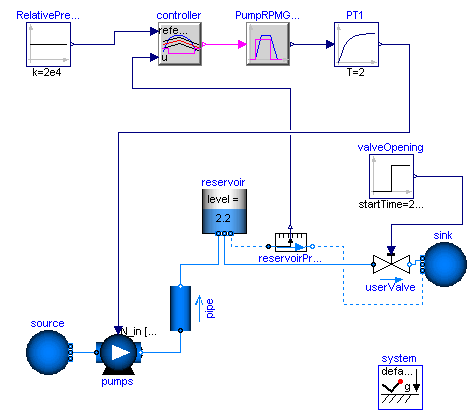 RelativePre...
controller
PumpRPMG...
PT1
refe...
u
k=2e4
T=2
valveOpening
startTime=2...
reservoir
level =
2.2
sink
reservoirPr...
userValve
pipe
source
N_in [...
pumps
system
defa...
g